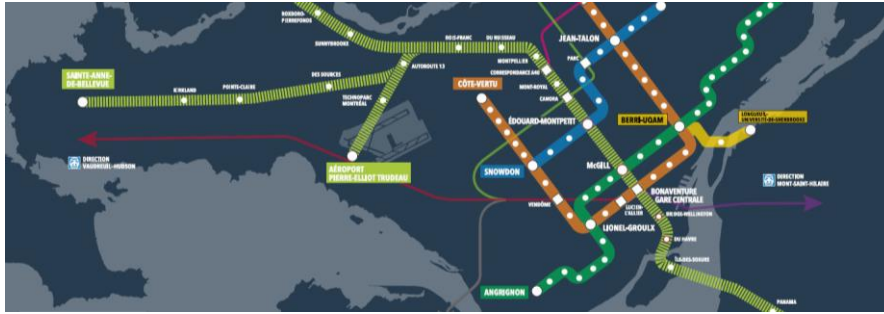 ROXBORO-
PIERREFONDS
SUNNYBROOKE
BOIS-FRANC
DU RUISSEAU
MONTPELLIER
CORRESPONDANCE A40
MONT-ROYAL
CANORA
AUTOROUTE 13
SAINTE-ANNE-
DE-BELLEVUE
KIRKLAND
POINTE-CLAIRE
DES SOURCES
TECHNOPARC
MONTRÉAL
AÉROPORT
PIERRE-ELLIOT TRUDEAU
DIRECTION
VAUDREUIL-HUDSON
CÔTE-VERTU
JEAN-TALON
PARC
ÉDOUARD-MONTPETIT
SNOWDON
BERRI-UQAM
LONGUEUIL-
UNIVERSITÉ-DE-SHERBROOKE
McGILL
BONAVENTURE
GARE CENTRALE
VENDÔME
LUCIEN-
L'ALLIER
LIONEL-GROULX
ANGRIGNON
DU HAVRE
ÎLE-DES-SOEURS
PANAMA
DIRECTION
MONT-SAINT-HILAIRE